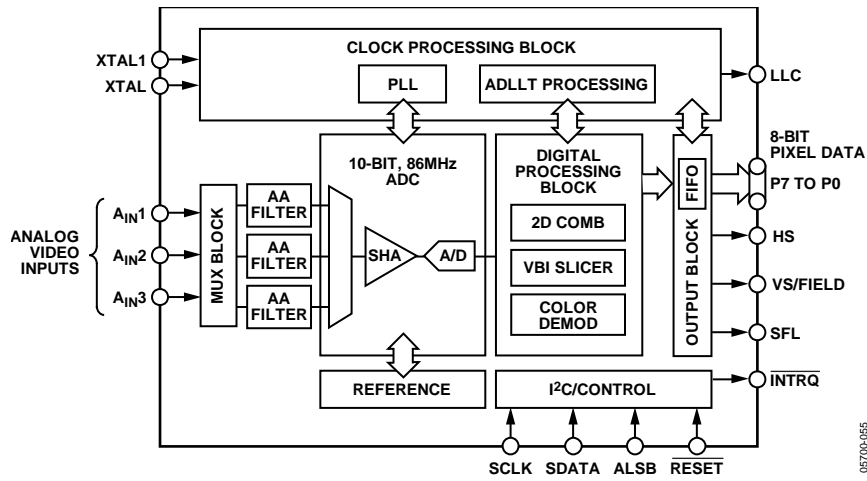 CLOCK PROCESSING BLOCK
XTAL1
XTAL
PLL
ADLLT PROCESSING
LLC
10-BIT, 86MHz
ADC
DIGITAL
PROCESSING
BLOCK
2D COMB
VBI SLICER
COLOR
DEMOD
FIFO
OUTPUT BLOCK
8-BIT
PIXEL DATA
P7 TO P0
HS
VS/FIELD
SFL
INTRQ
ANALOG
VIDEO
INPUTS
AIN1
AIN2
AIN3
MUX BLOCK
AA
FILTER
AA
FILTER
AA
FILTER
SHA
A/D
REFERENCE
I2C/CONTROL
SCLK
SDATA
ALSB
RESET
05700-055